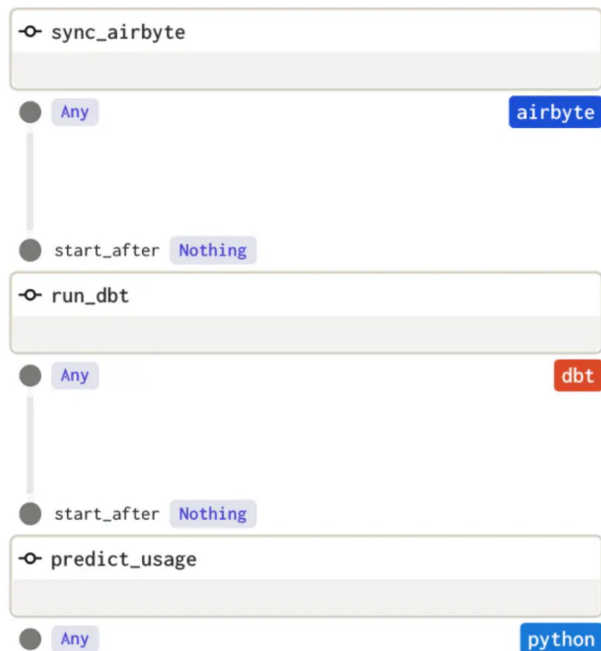 sync_airbyte
Any airbyte
start_after Nothing
run_dbt
Any dbt
start_after Nothing
predict_usage
Any python